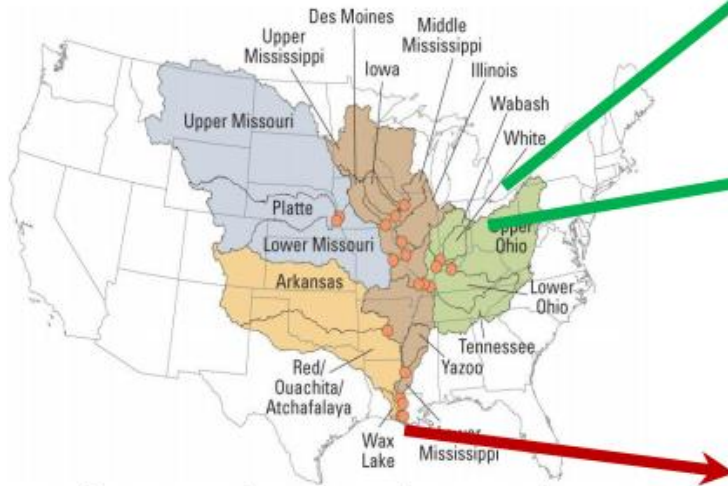 Des Moines
Upper
Mississippi
Middle
Mississippi
Iowa
Illinois
Wabash
White
Upper Missouri
Platte
Lower Missouri
Upper
Ohio
Arkansas
Lower
Ohio
Tennessee
Yazoo
Red/
Ouachita/
Atchafalaya
Wax
Lake
Mississippi